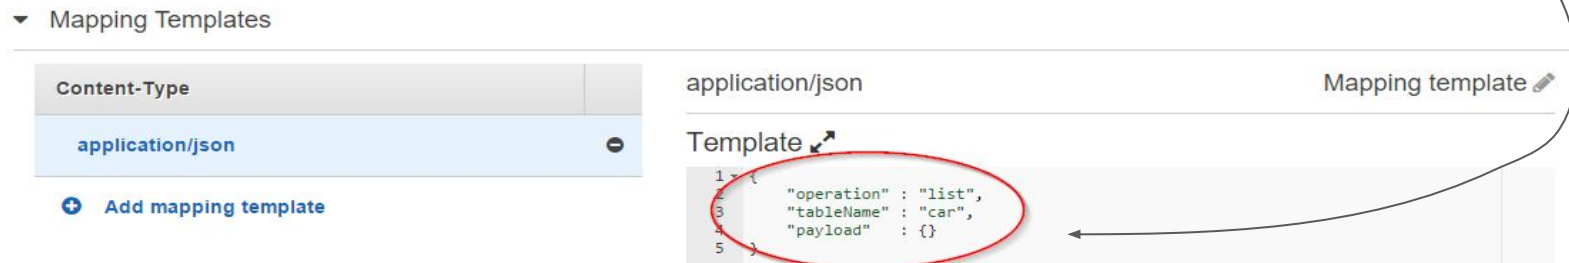 Mapping Templates
Content-Type
application/json
Add mapping template
application/json Mapping template
Template
1 {
2 "operation" : "list",
3 "tableName" : "car",
4 "payload" : {}
5 }